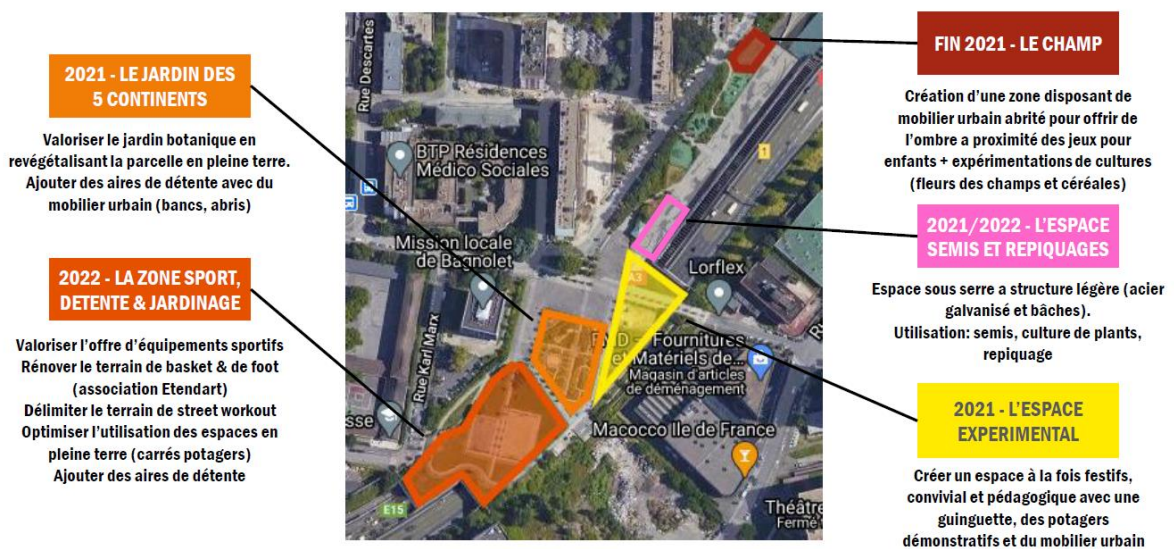 2021 - LE JARDIN DES
5 CONTINENTS
Valoriser le jardin botanique en
revégétalisant la parcelle en pleine terre.
Ajouter des aires de détente avec du
mobilier urbain (bancs, abris)
2022 - LA ZONE SPORT,
DETENTE & JARDINAGE
Valoriser l'offre d'équipements sportifs
Rénover le terrain de basket & de foot
(association Etendart)
Délimiter le terrain de street workout
Optimiser l'utilisation des espaces en
pleine terre (carrés potagers)
Ajouter des aires de détente
Rue Descartes
BTP Résidences
Médico Sociales
1
Mission locale
de Bagnolet
Lorflex
A3
Fournitures
et Matériels de...
Magasin d'articles
de déménagement
Rue Karl Marx
Macocco Ile de France
E15
Théâtre
Fermé
FIN 2021 - LE CHAMP
Création d'une zone disposant de
mobilier urbain abrité pour offrir de
l'ombre a proximité des jeux pour
enfants + expérimentations de cultures
(fleurs des champs et céréales)
2021/2022 - L'ESPACE
SEMIS ET REPIQUAGES
Espace sous serre a structure légère (acier
galvanisé et bâches).
Utilisation: semis, culture de plants,
repiquage
2021 - L'ESPACE
EXPERIMENTAL
Créer un espace à la fois festifs,
convivial et pédagogique avec une
guinguette, des potagers
démonstratifs et du mobilier urbain